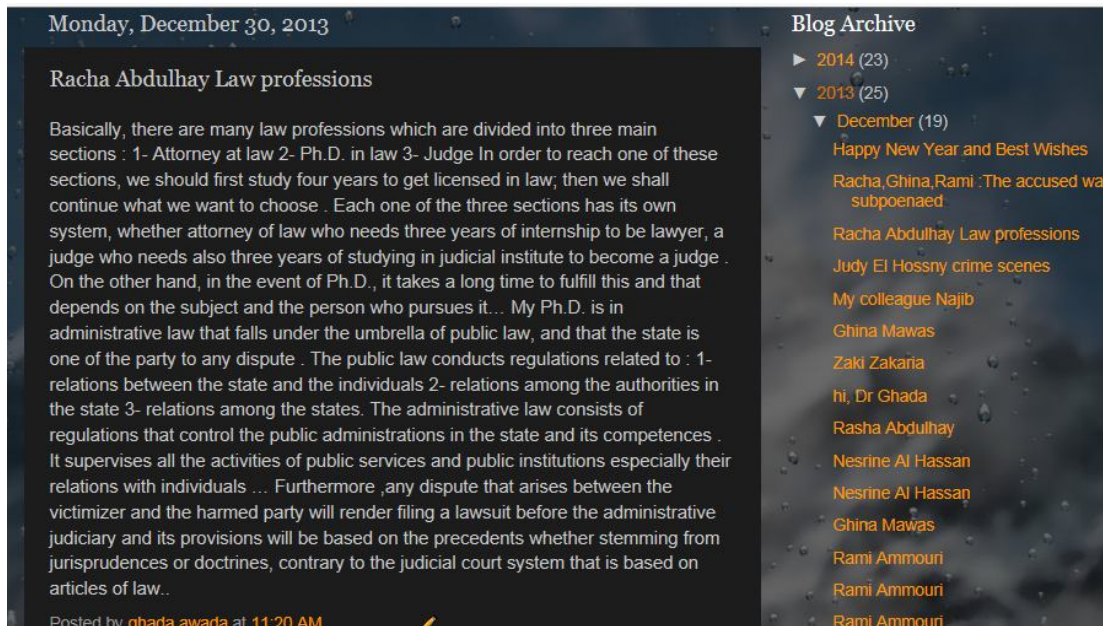 Monday, December 30, 2013
Racha Abdulhay Law professions
Basically, there are many law professions which are divided into three main
sections : 1- Attorney at law 2- Ph.D. in law 3- Judge In order to reach one of these
sections, we should first study four years to get licensed in law; then we shall
continue what we want to choose . Each one of the three sections has its own
system, whether attorney of law who needs three years of internship to be lawyer, a
judge who needs also three years of studying in judicial institute to become a judge .
On the other hand, in the event of Ph.D., it takes a long time to fulfill this and that
depends on the subject and the person who pursues it... My Ph.D. is in
administrative law that falls under the umbrella of public law, and that the state is
one of the party to any dispute . The public law conducts regulations related to : 1-
relations between the state and the individuals 2- relations among the authorities in
the state 3- relations among the states. The administrative law consists of
regulations that control the public administrations in the state and its competences .
It supervises all the activities of public services and public institutions especially their
relations with individuals ... Furthermore ,any dispute that arises between the
victimizer and the harmed party will render filing a lawsuit before the administrative
judiciary and its provisions will be based on the precedents whether stemming from
jurisprudences or doctrines, contrary to the judicial court system that is based on
articles of law..
Posted by ghada awada at 11:20 AM
Blog Archive
► 2014 (23)
▼ 2013 (25)
▼ December (19)
Happy New Year and Best Wishes
Racha,Ghina,Rami :The accused wa
subpoenaed
Racha Abdulhay Law professions
Judy El Hossny crime scenes
My colleague Najib
Ghina Mawas
Zaki Zakaria
hi, Dr Ghada
Rasha Abdulhay
Nesrine Al Hassan
Nesrine Al Hassan
Ghina Mawas
Rami Ammouri
Rami Ammouri
Rami Ammouri